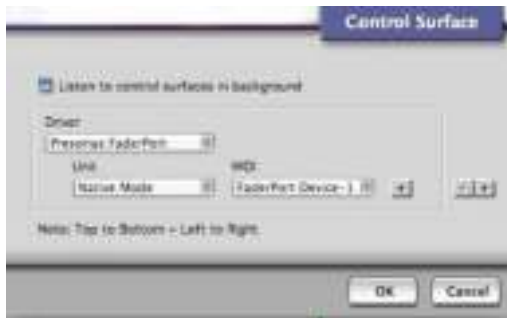 Control Surface
Listen to control surfaces in background
Driver
Presonus FaderPort
Unit
MIDI
Native Mode
FaderPort Device-1
+
- +
Note: Top to Bottom = Left to Right
OK
Cancel